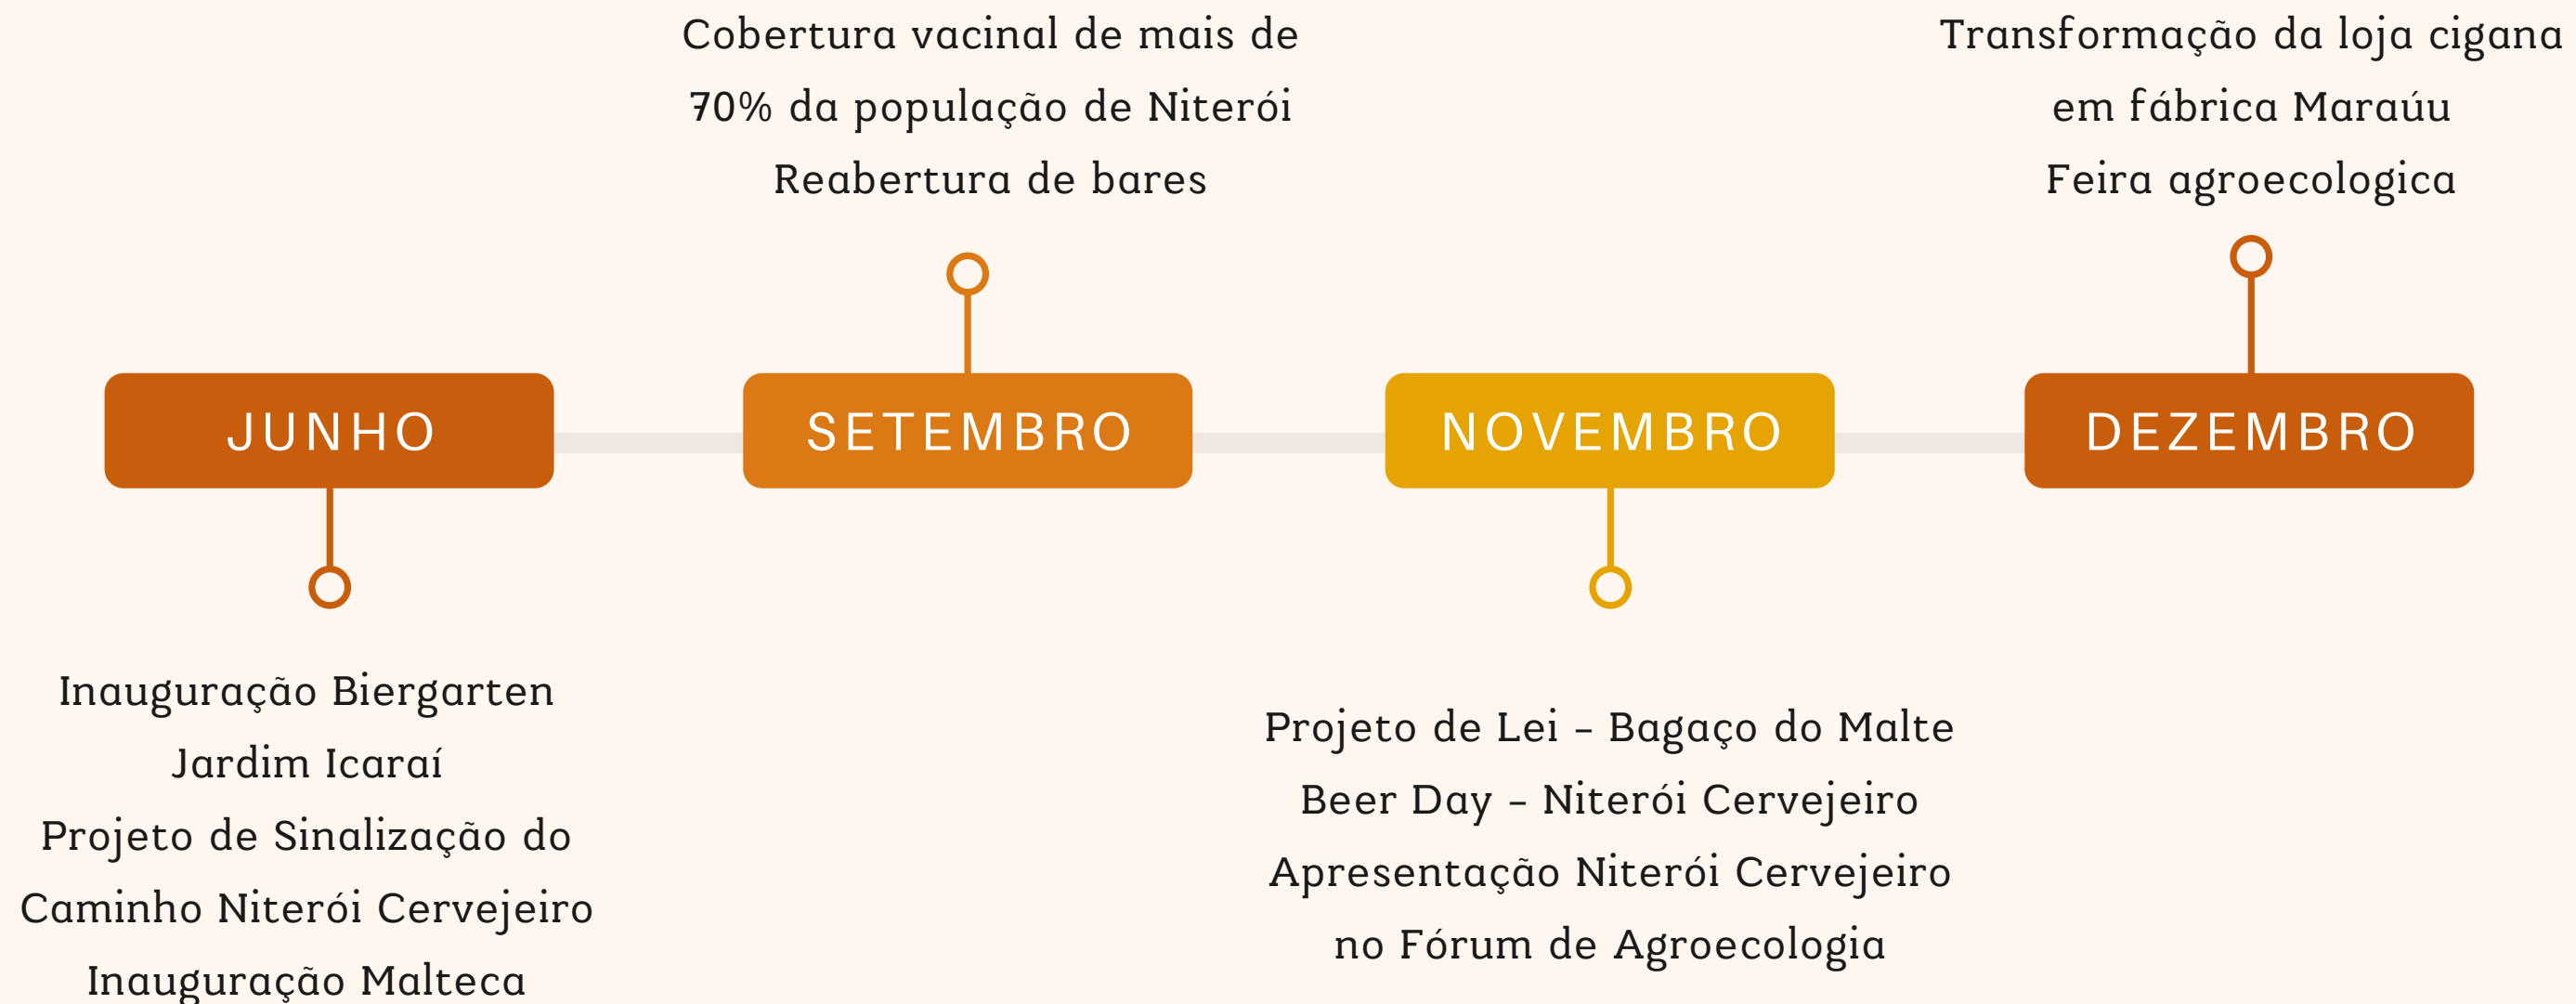 Cobertura vacinal de mais de
70% da população de Niterói
Reabertura de bares
Transformação da loja cigana
em fábrica Maraúu
Feira agroecologica
JUNHO
SETEMBRO
NOVEMBRO
DEZEMBRO
Inauguração Biergarten
Jardim Icaraí
Projeto de Sinalização do
Caminho Niterói Cervejeiro
Inauguração Malteca
Projeto de Lei - Bagaço do Malte
Beer Day - Niterói Cervejeiro
Apresentação Niterói Cervejeiro
no Fórum de Agroecologia